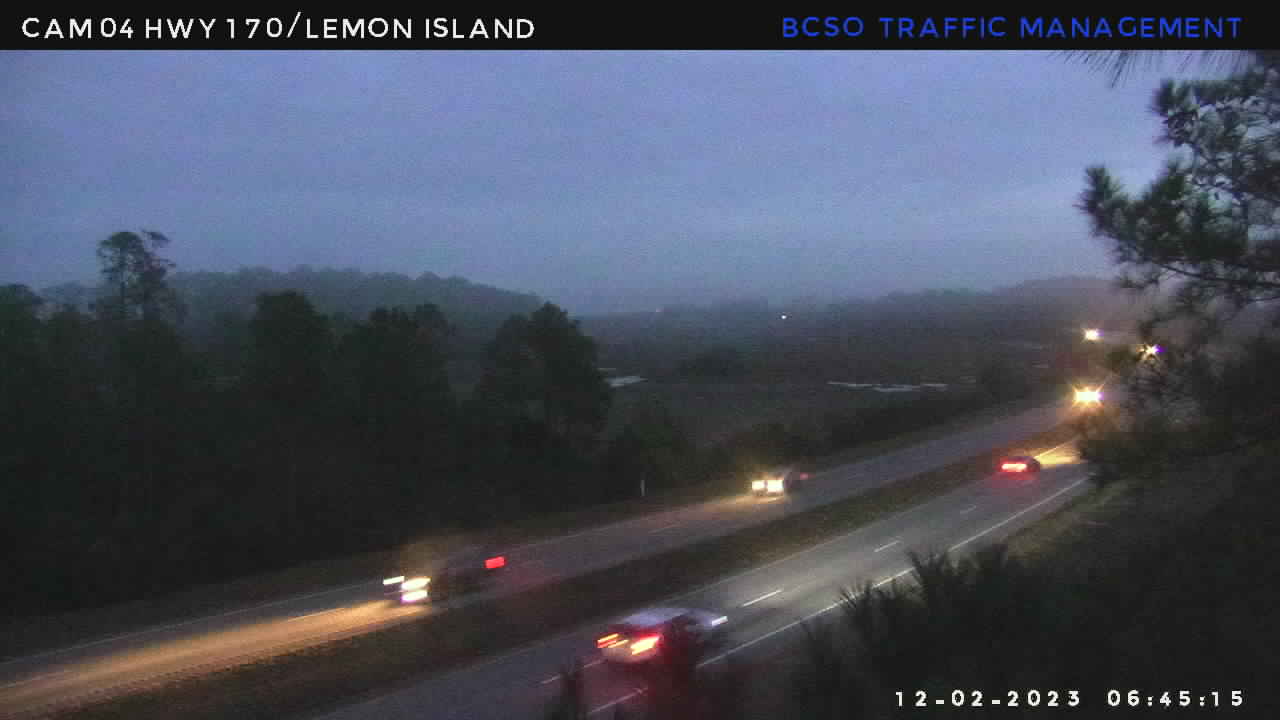 CAM04 HWY 170/LEMON ISLAND
BCSO TRAFFIC MANAGEMENT
12-02-2023 06:45:15